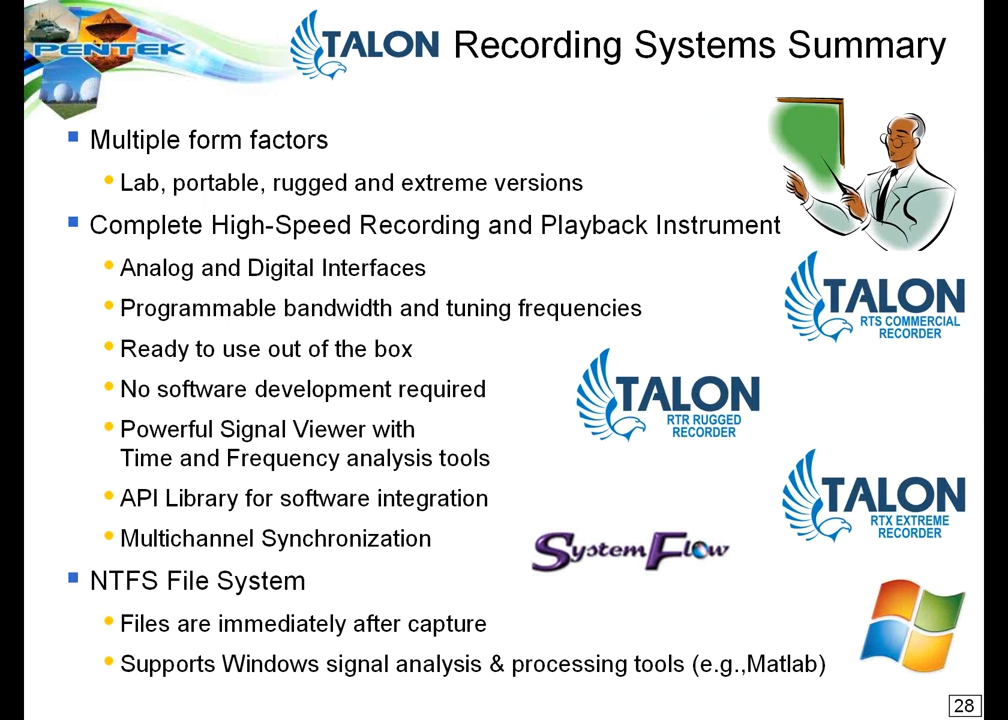 PENTEK
TALON Recording Systems Summary
Multiple form factors
Lab, portable, rugged and extreme versions
Complete High-Speed Recording and Playback Instrument
Analog and Digital Interfaces
Programmable bandwidth and tuning frequencies
Ready to use out of the box
No software development required
Powerful Signal Viewer with
Time and Frequency analysis tools
API Library for software integration
Multichannel Synchronization
NTFS File System
Files are immediately after capture
Supports Windows signal analysis & processing tools (e.g.,Matlab)
TALON
RTS COMMERCIAL
RECORDER
TALON
RTR RUGGED
RECORDER
TALON
RTX EXTREME
RECORDER
SystemFlow
28